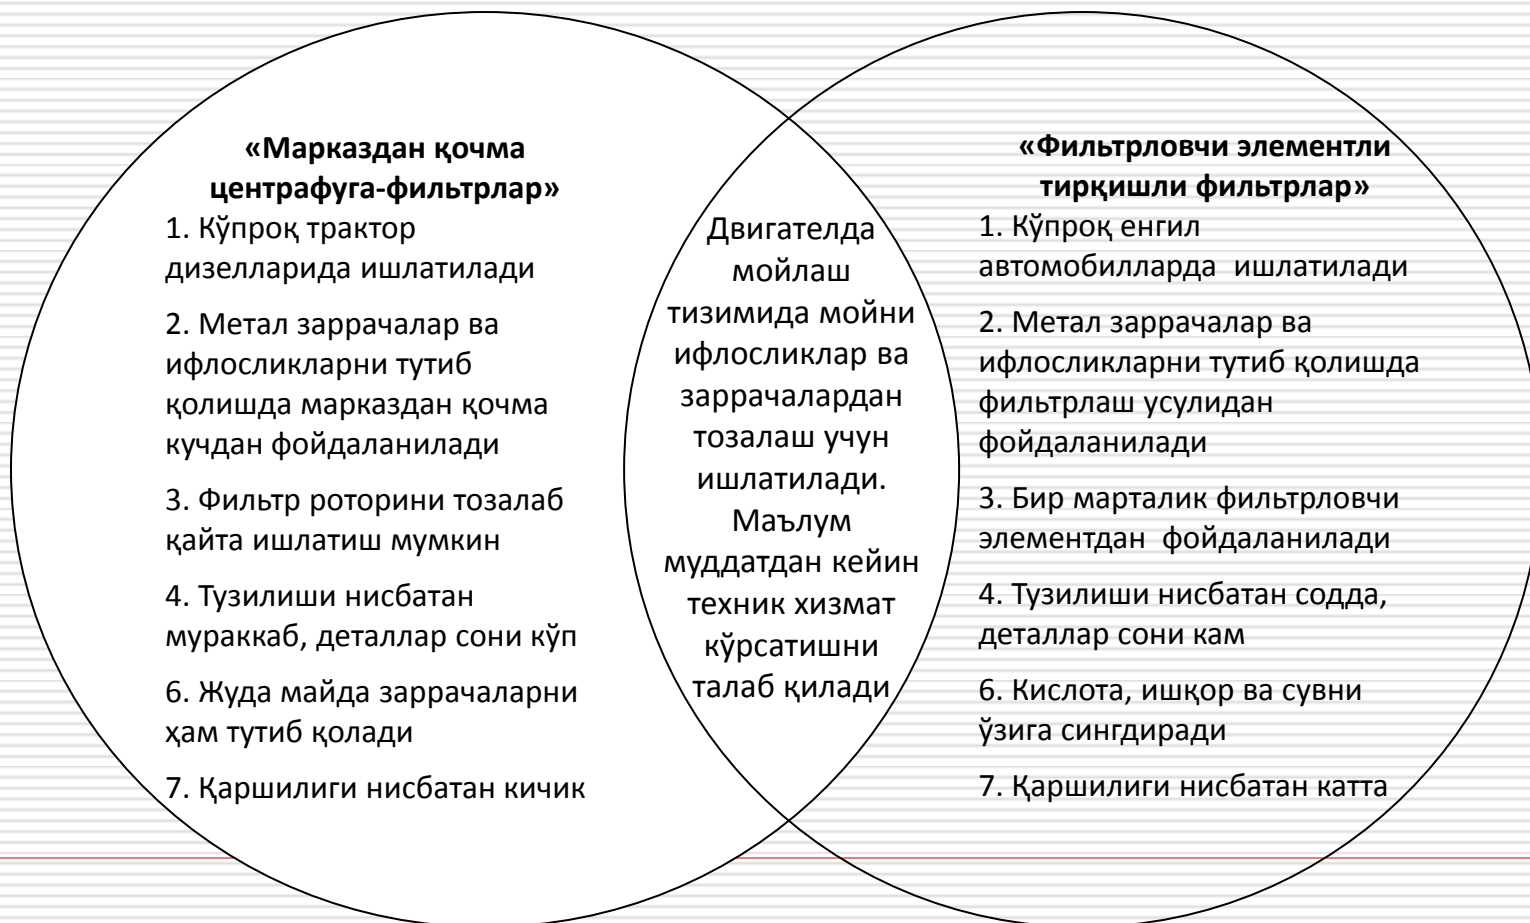 «Марказдан қочма
центрафуга-фильтрлар»
1. Кўпроқ трактор
дизелларида ишлатилади
2. Метал заррачалар ва
ифлосликларни тутиб
қолишда марказдан қочма
кучдан фойдаланилади
3. Фильтр роторини тозалаб
қайта ишлатиш мумкин
4. Тузилиши нисбатан
мураккаб, деталлар сони кўп
6. Жуда майда заррачаларни
ҳам тутиб қолади
7. Қаршилиги нисбатан кичик
Двигателда
мойлаш
тизимида мойни
ифлосликлар ва
заррачалардан
тозалаш учун
ишлатилади.
Маълум
муддатдан кейин
техник хизмат
кўрсатишни
талаб қилади
«Фильтрловчи элементли
тирқишли фильтрлар»
1. Кўпроқ енгил
автомобилларда ишлатилади
2. Метал заррачалар ва
ифлосликларни тутиб қолишда
фильтрлаш усулидан
фойдаланилади
3. Бир марталик фильтрловчи
элементдан фойдаланилади
4. Тузилиши нисбатан содда,
деталлар сони кам
6. Кислота, ишқор ва сувни
ўзига сингдиради
7. Қаршилиги нисбатан катта